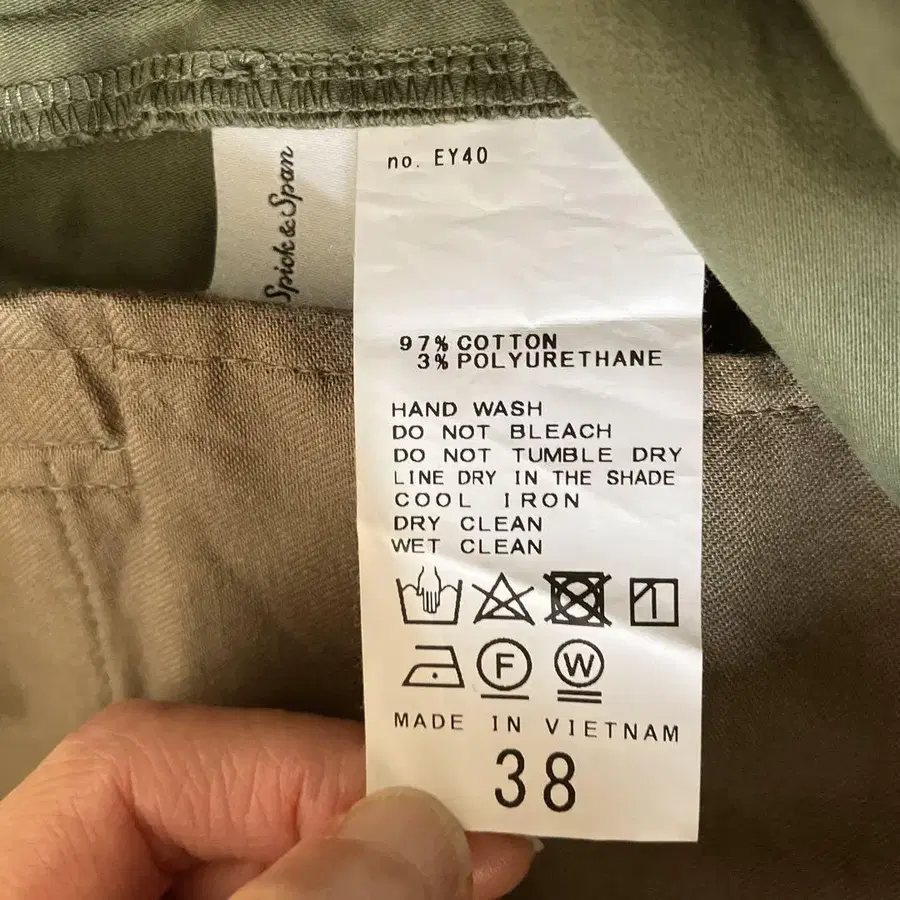 no. EY40
Spick & Span
97% COTTON
3% POLYURETHANE
HAND WASH
DO NOT BLEACH
DO NOT TUMBLE DRY
LINE DRY IN THE SHADE
COOL IRON
DRY CLEAN
WET CLEAN
F W
MADE IN VIETNAM
38